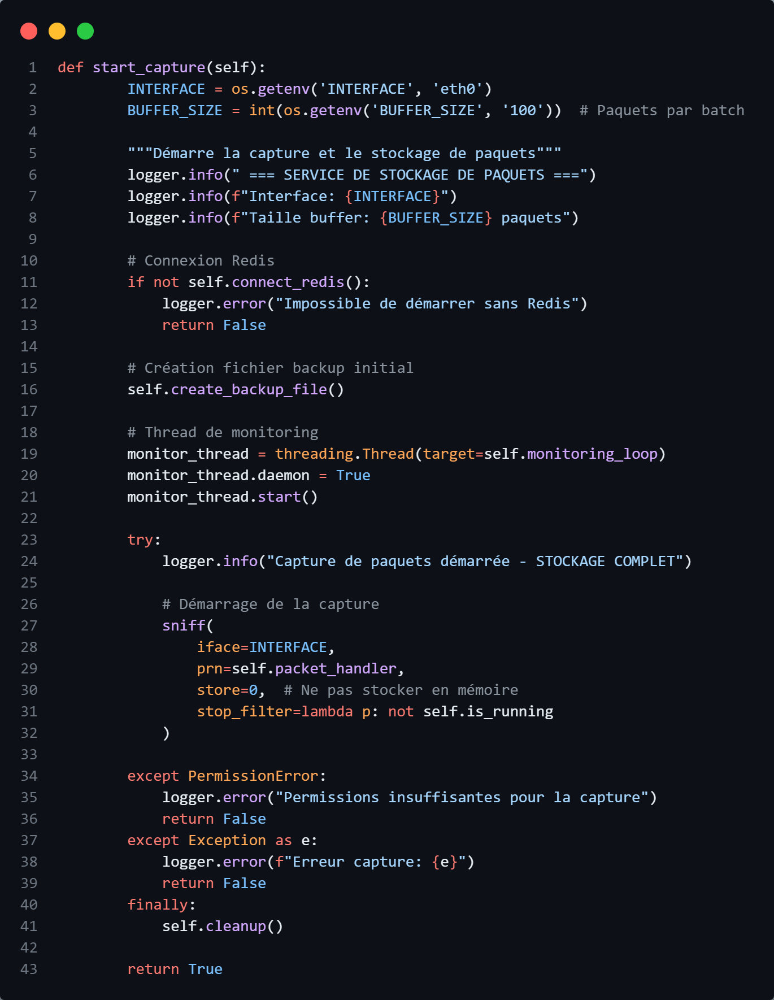 1 def start_capture(self):
2 INTERFACE = os.getenv('INTERFACE', 'eth0')
3 BUFFER_SIZE = int(os.getenv('BUFFER_SIZE', '100'))  # Paquets par batch
4
5 """Démarre la capture et le stockage de paquets"""
6 logger.info(" === SERVICE DE STOCKAGE DE PAQUETS ===")
7 logger.info(f"Interface: {INTERFACE}")
8 logger.info(f"Taille buffer: {BUFFER_SIZE} paquets")
9
10 # Connexion Redis
11 if not self.connect_redis():
12 logger.error("Impossible de démarrer sans Redis")
13 return False
14
15 # Création fichier backup initial
16 self.create_backup_file()
17
18 # Thread de monitoring
19 monitor_thread = threading.Thread(target=self.monitoring_loop)
20 monitor_thread.daemon = True
21 monitor_thread.start()
22
23 try:
24 logger.info("Capture de paquets démarrée - STOCKAGE COMPLET")
25
26 # Démarrage de la capture
27 sniff(
28 iface=INTERFACE,
29 prn=self.packet_handler,
30 store=0,  # Ne pas stocker en mémoire
31 stop_filter=lambda p: not self.is_running
32 )
33
34 except PermissionError:
35 logger.error("Permissions insuffisantes pour la capture")
36 return False
37 except Exception as e:
38 logger.error(f"Erreur capture: {e}")
39 return False
40 finally:
41 self.cleanup()
42
43 return True